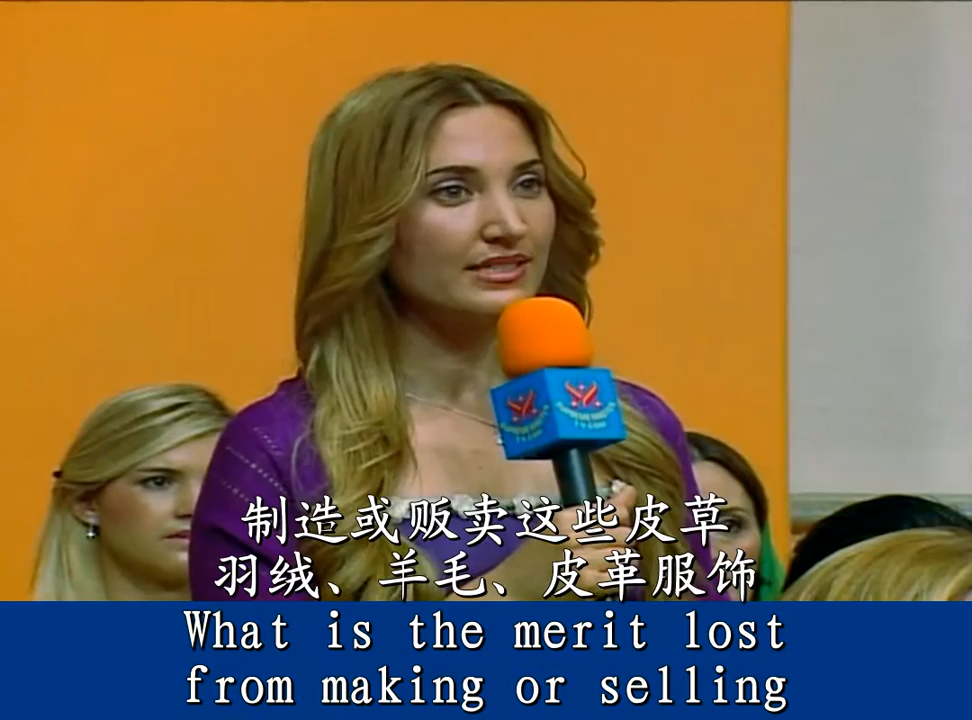 制造或贩卖这些皮草
羽绒、羊毛、皮革服饰
What is the merit lost
from making or selling